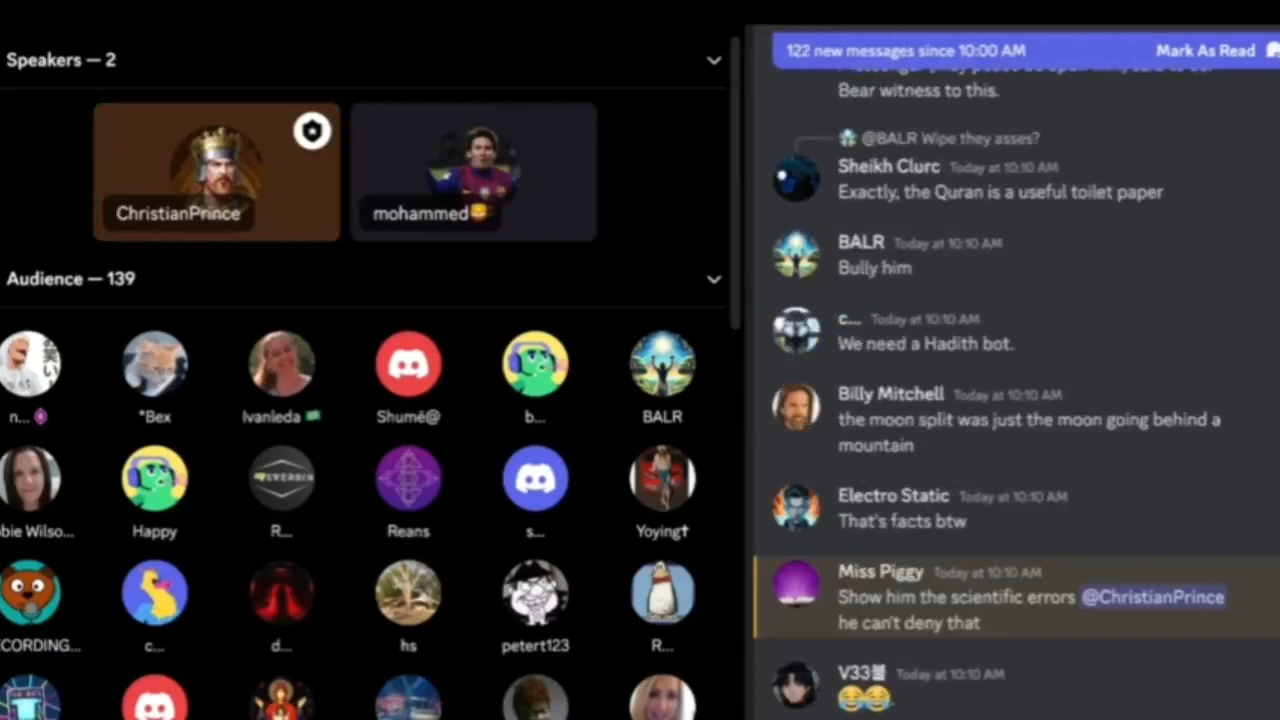 Speakers — 2
ChristianPrince
mohammed
Audience — 139
n...
*Bex
Ivanleda
Shumë@
b...
BALR
bie Wilso...
Happy
R...
Reans
s...
Yoying†
CORDING...
c...
d...
hs
petert123
R...
122 new messages since 10:00 AM
Mark As Read
Bear witness to this.
@BALR Wipe they asses?
Sheikh Clurc Today at 10:10 AM
Exactly, the Quran is a useful toilet paper
BALR Today at 10:10 AM
Bully him
c... Today at 10:10 AM
We need a Hadith bot.
Billy Mitchell Today at 10:10 AM
the moon split was just the moon going behind a
mountain
Electro Static Today at 10:10 AM
That's facts btw
Miss Piggy Today at 10:10 AM
Show him the scientific errors @ChristianPrince
he can't deny that
V33 Today at 10:10 AM